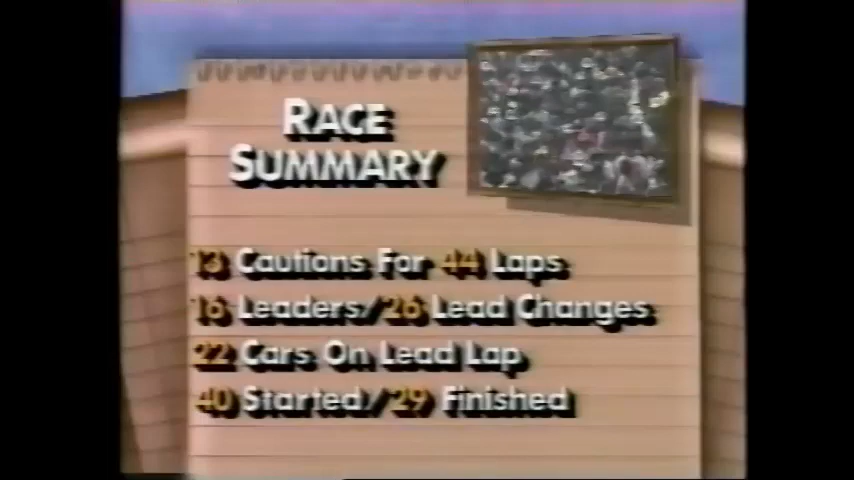 RACE
SUMMARY
13 Cautions For 44 Laps
16 Leaders/26 Lead Changes
22 Cars On Lead Lap
40 Started/29 Finished